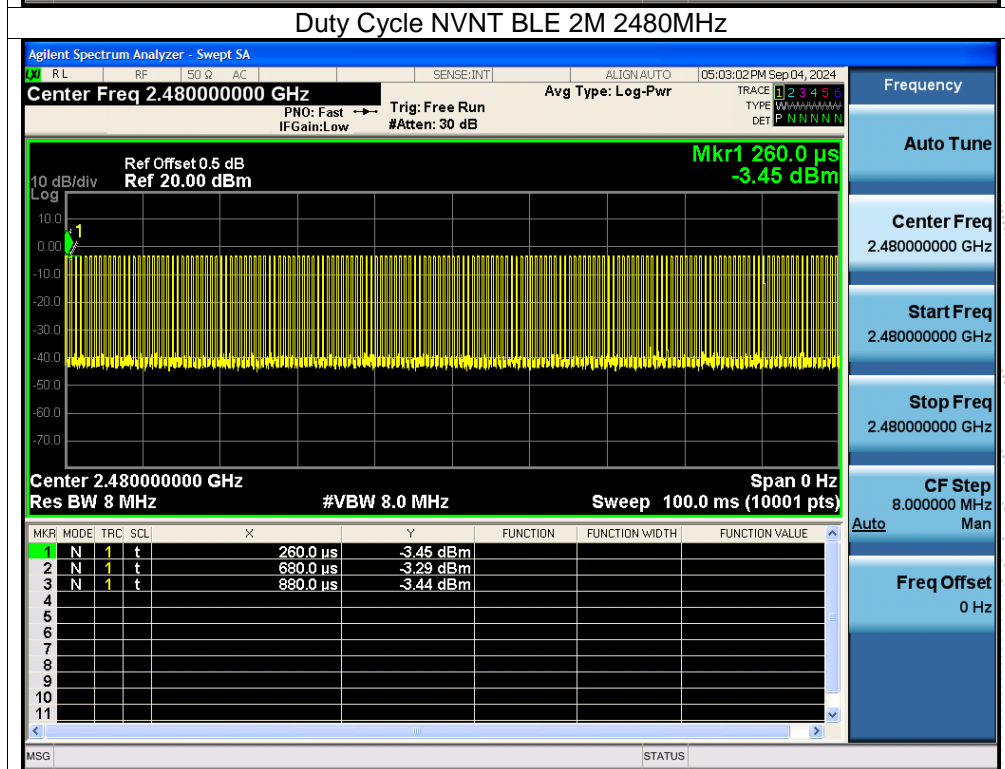 Duty Cycle NVNT BLE 2M 2480MHz
Agilent Spectrum Analyzer - Swept SA
LXI RL RF 50 Ω AC SENSE:INT ALIGNAUTO 05:03:02 PM Sep 04, 2024
Center Freq 2.480000000 GHz
PNO: Fast
IFGain:Low
Trig: Free Run
#Atten: 30 dB
Avg Type: Log-Pwr
TRACE 1 2 3 4 5 6
TYPE
DET P N N N N N
Frequency
Auto Tune
Center Freq
2.480000000 GHz
Start Freq
2.480000000 GHz
Stop Freq
2.480000000 GHz
CF Step
8.000000 MHz
Auto Man
Freq Offset
0 Hz
Mkr1 260.0 µs
-3.45 dBm
Ref Offset 0.5 dB
10 dB/div Ref 20.00 dBm
Log
10.0
1
0.00
-10.0
-20.0
-30.0
-40.0
-50.0
-60.0
-70.0
Center 2.480000000 GHz Span 0 Hz
Res BW 8 MHz #VBW 8.0 MHz Sweep 100.0 ms (10001 pts)
MKR MODE TRC SCL X Y FUNCTION FUNCTION WIDTH FUNCTION VALUE
1 N 1 t 260.0 µs -3.45 dBm
2 N 1 t 680.0 µs -3.29 dBm
3 N 1 t 880.0 µs -3.44 dBm
4
5
6
7
8
9
10
11
MSG STATUS